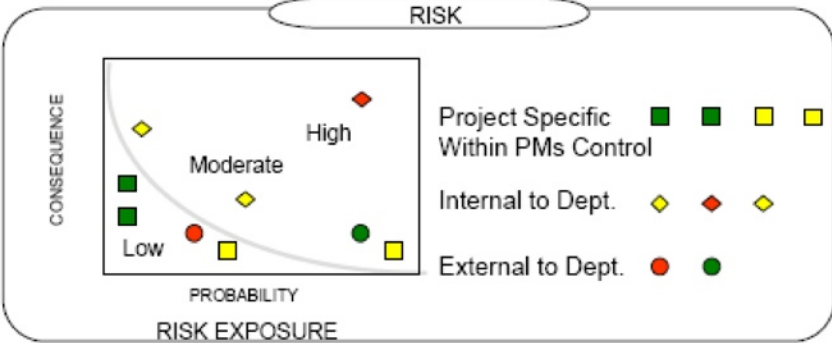 RISK
CONSEQUENCE
High
Moderate
Low
PROBABILITY
RISK EXPOSURE
Project Specific
Within PMs Control
Internal to Dept.
External to Dept.